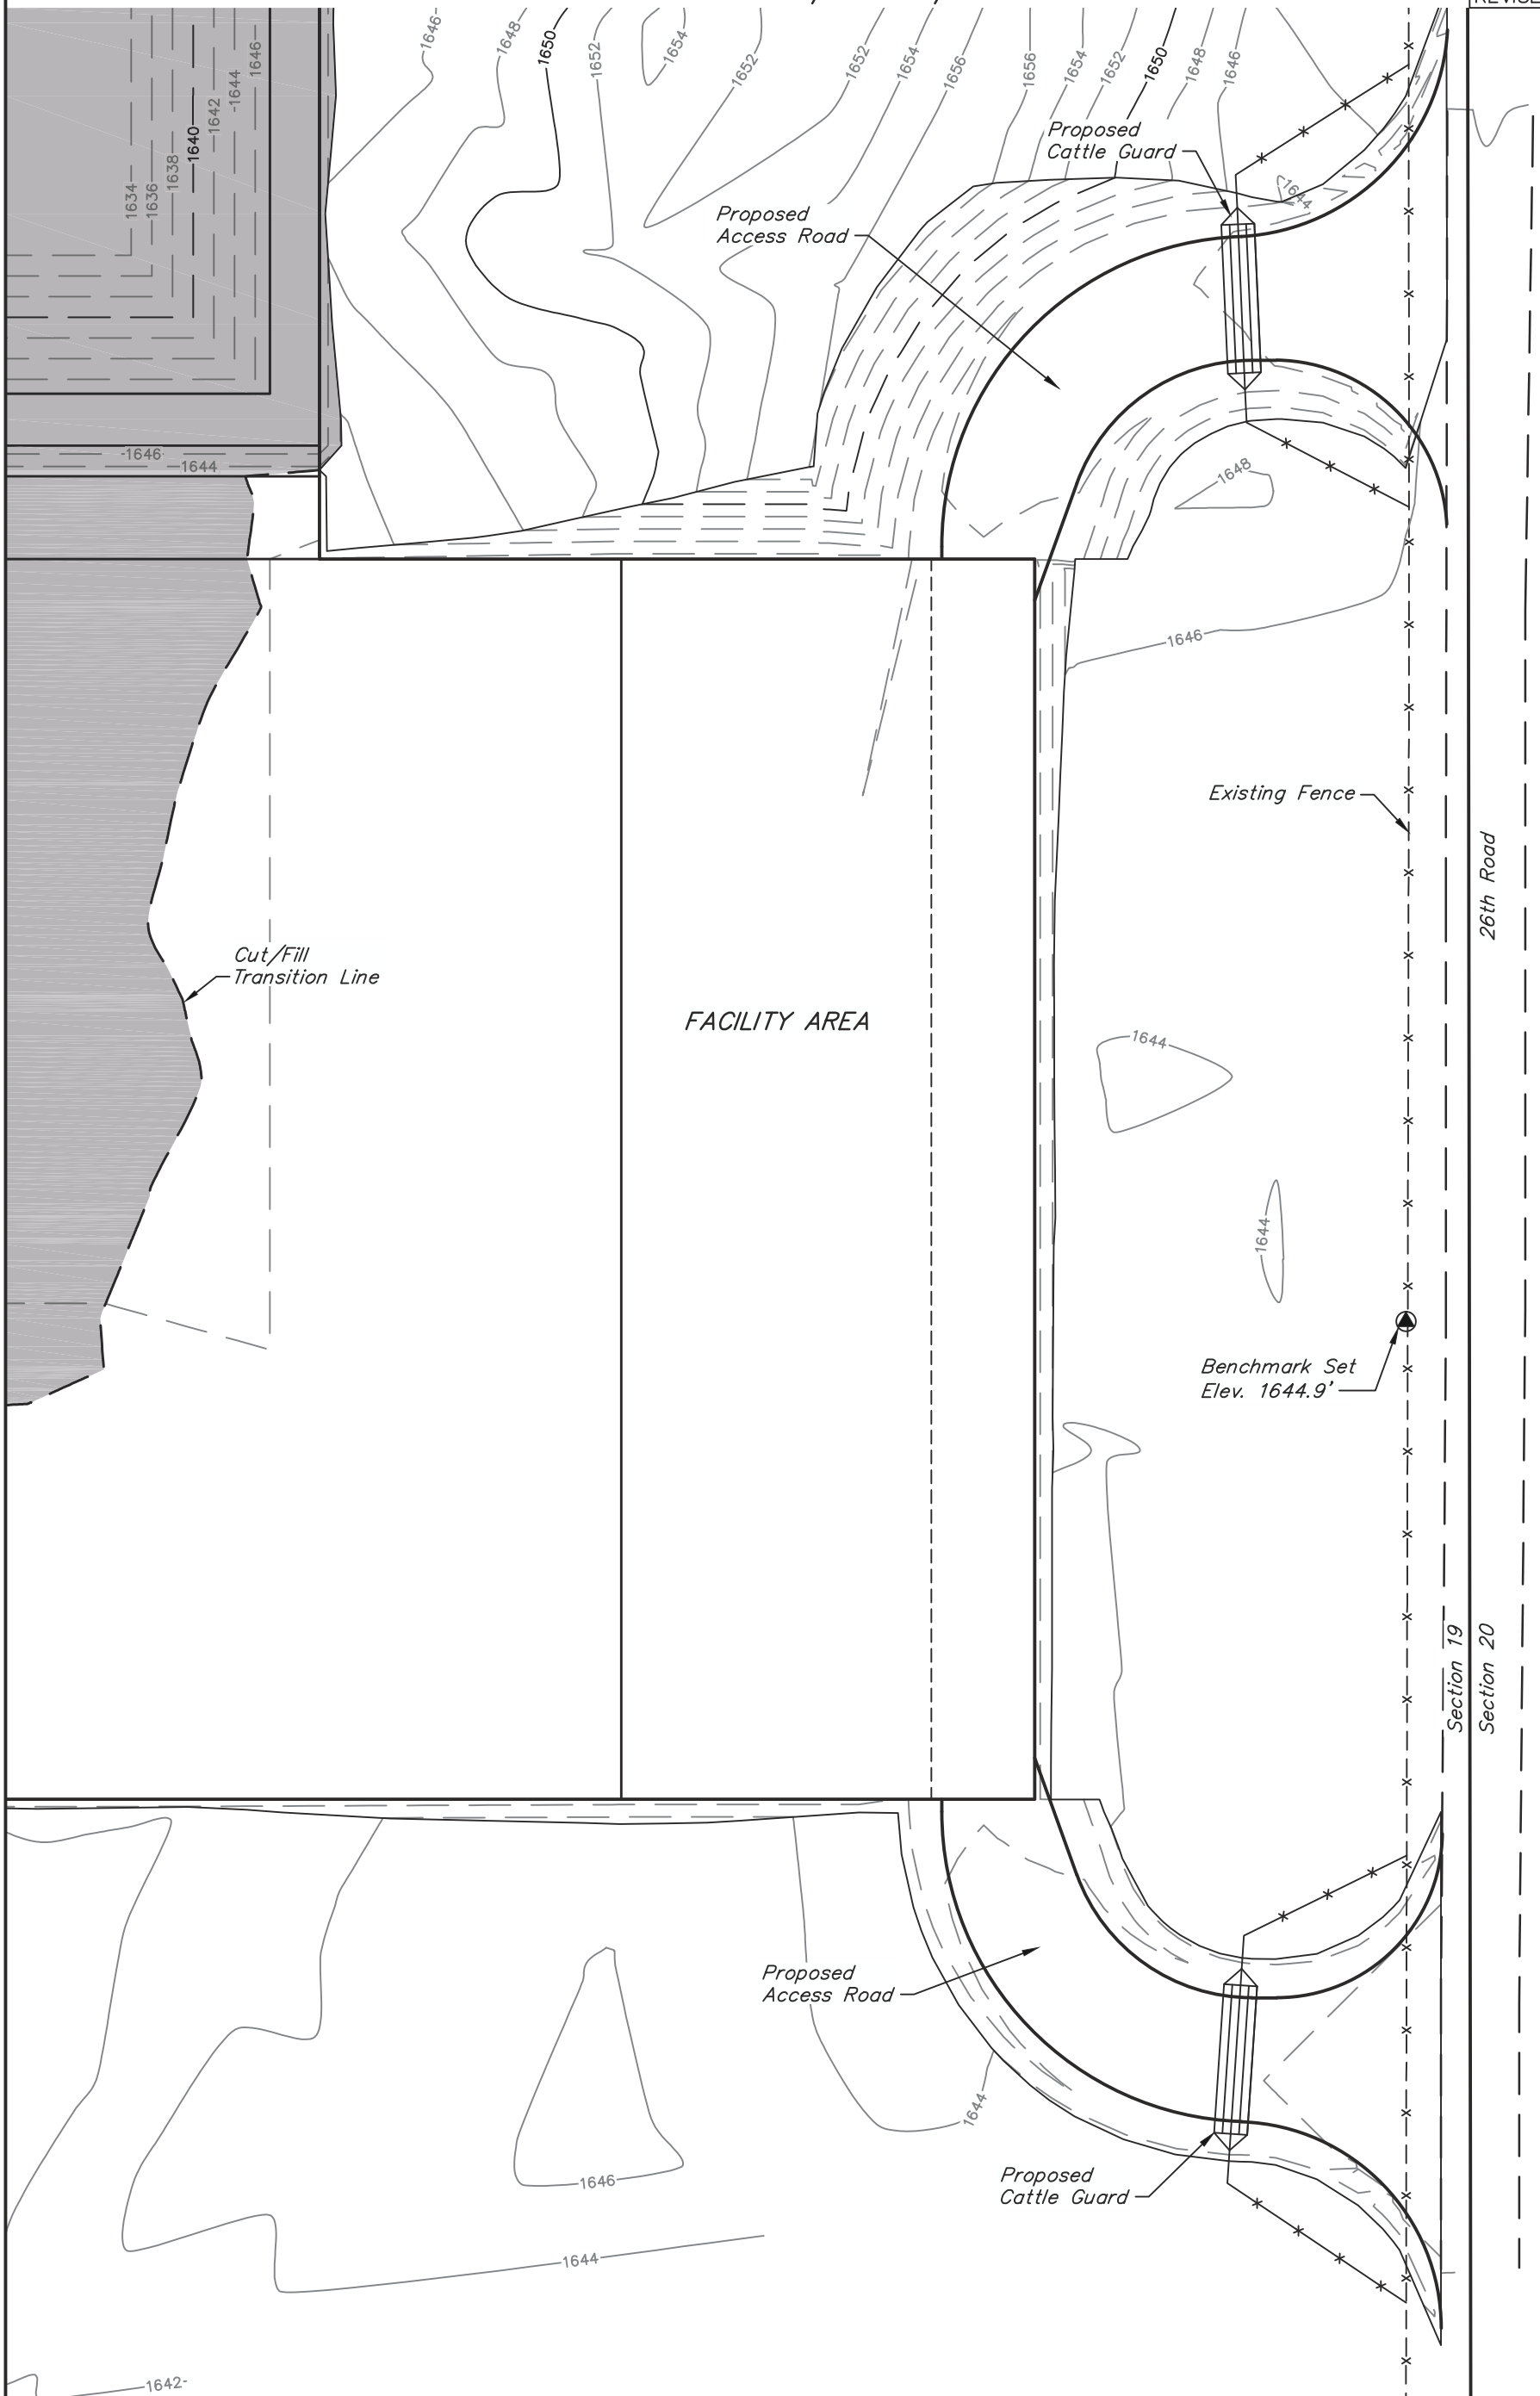 1646
1648
1650
1652
1654
1652
1652
1654
1656
1656
1654
1652
1650
1648
1646
1634
1636
1638
1640
1642
1644
1646
Proposed
Cattle Guard
1644
Proposed
Access Road
1646
1644
1648
1646
Existing Fence
26th Road
Cut/Fill
Transition Line
FACILITY AREA
1644
1644
Benchmark Set
Elev. 1644.9'
Section 19
Section 20
Proposed
Access Road
1644
1646
Proposed
Cattle Guard
1644
1642